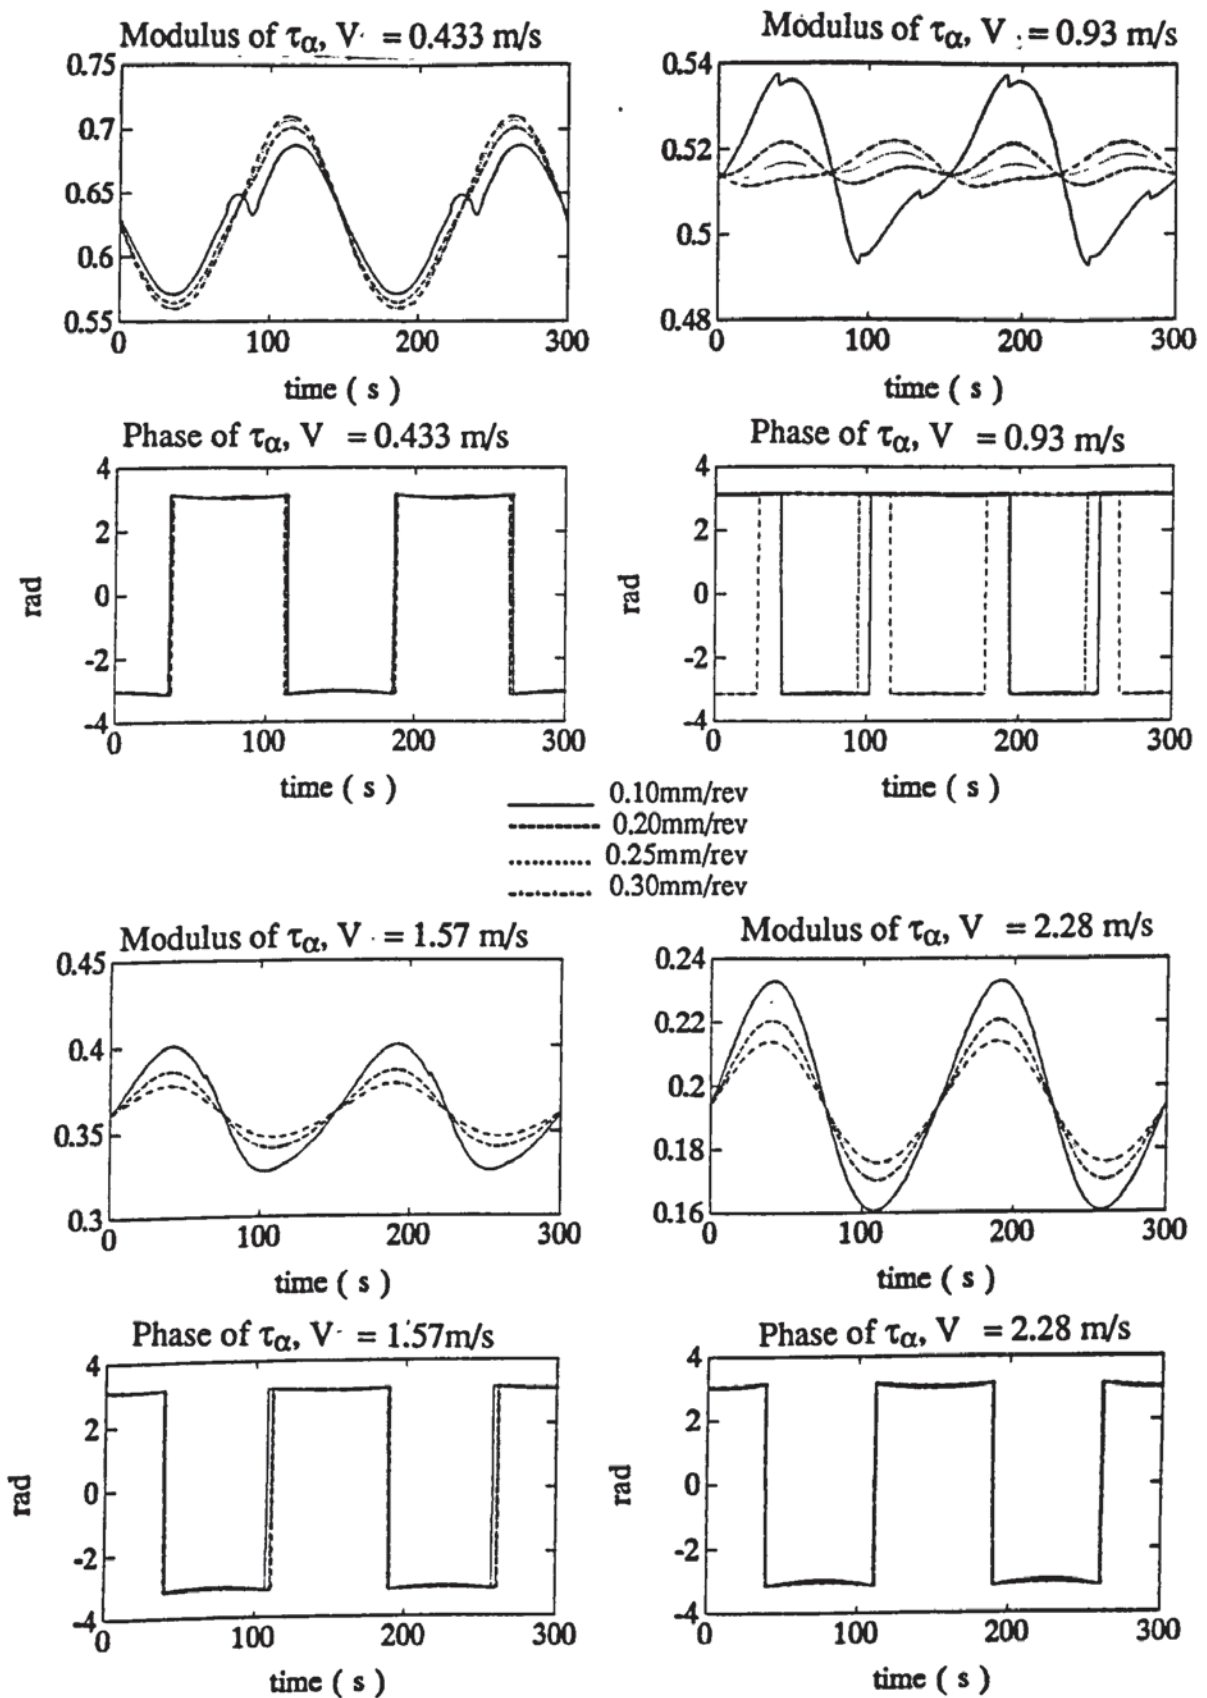 Modulus of τα, V = 0.433 m/s
0.75
0.7
0.65
0.6
0.55
0 100 200 300
time ( s )
Modulus of τα, V = 0.93 m/s
0.54
0.52
0.5
0.48
0 100 200 300
time ( s )
Phase of τα, V = 0.433 m/s
4
2
0
-2
-4
rad
0 100 200 300
time ( s )
Phase of τα, V = 0.93 m/s
4
2
0
-2
-4
rad
0 100 200 300
time ( s )
0.10mm/rev
0.20mm/rev
0.25mm/rev
0.30mm/rev
Modulus of τα, V = 1.57 m/s
0.45
0.4
0.35
0.3
0 100 200 300
time ( s )
Modulus of τα, V = 2.28 m/s
0.24
0.22
0.2
0.18
0.16
0 100 200 300
time ( s )
Phase of τα, V = 1.57m/s
4
2
0
-2
-4
rad
0 100 200 300
time ( s )
Phase of τα, V = 2.28 m/s
4
2
0
-2
-4
rad
0 100 200 300
time ( s )